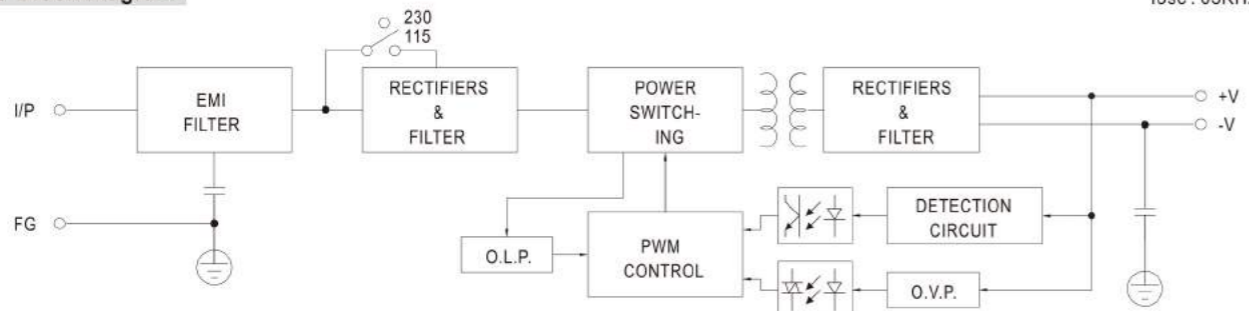 230
115
I/P
EMI
FILTER
RECTIFIERS
&
FILTER
POWER
SWITCH-
ING
RECTIFIERS
&
FILTER
+V
-V
FG
O.L.P.
PWM
CONTROL
DETECTION
CIRCUIT
O.V.P.